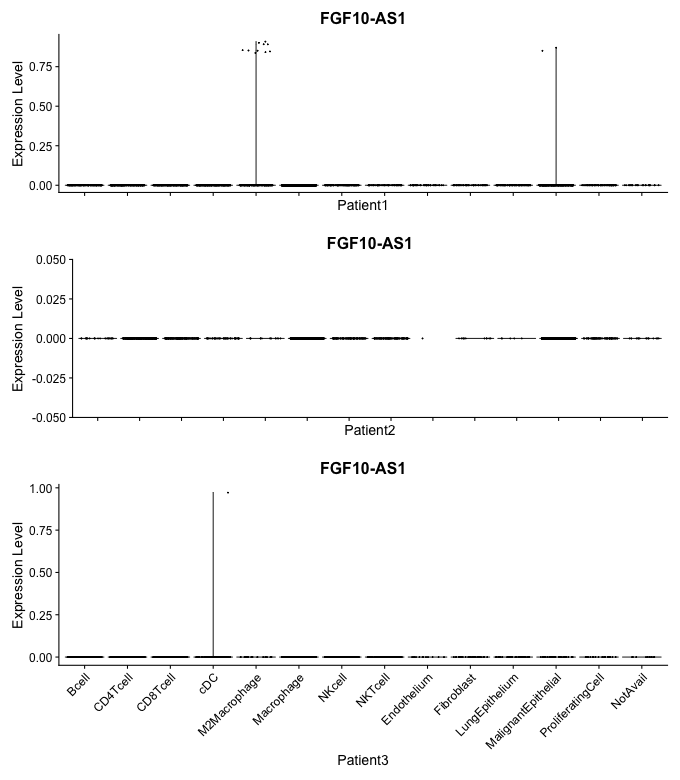 FGF10-AS1
Expression Level
0.75
0.50
0.25
0.00
Patient1
FGF10-AS1
Expression Level
0.050
0.025
0.000
-0.025
-0.050
Patient2
FGF10-AS1
Expression Level
1.00
0.75
0.50
0.25
0.00
Bcell
CD4Tcell
CD8Tcell
cDC
M2Macrophage
Macrophage
NKcell
NKTcell
Endothelium
Fibroblast
LungEpithelium
MalignantEpithelial
ProliferatingCell
NotAvail
Patient3